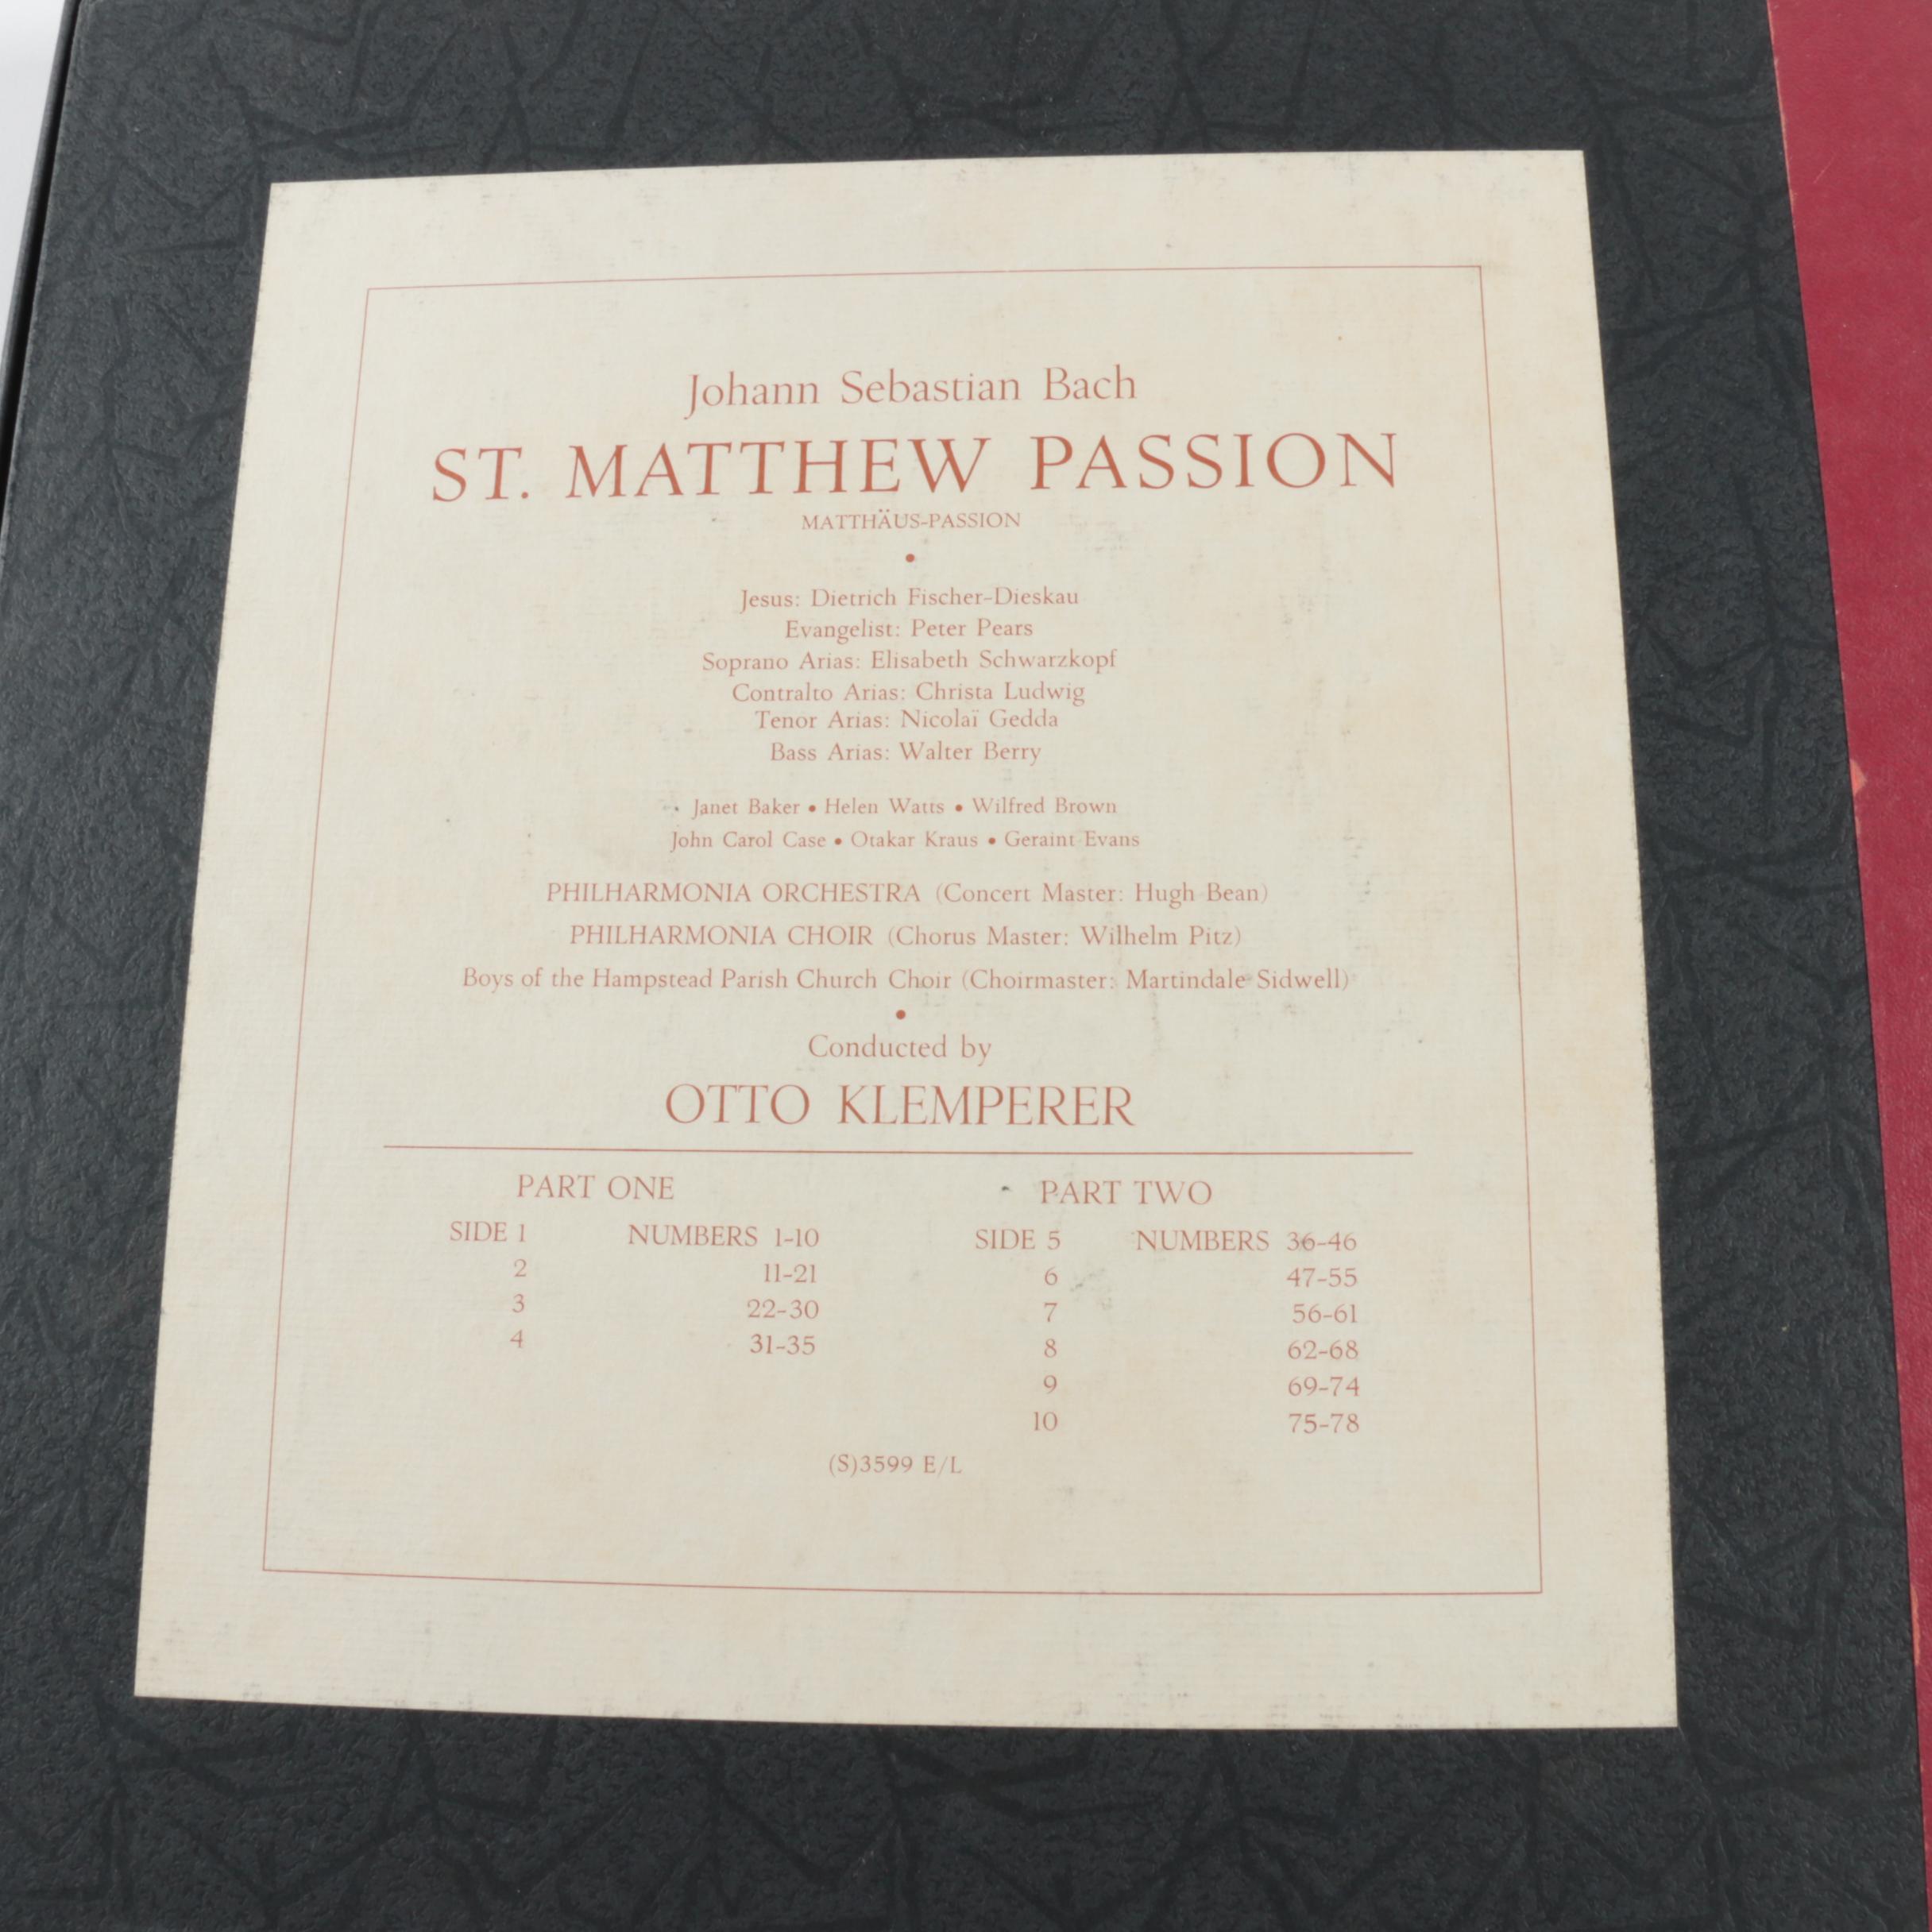 Johann Sebastian Bach
ST. MATTHEW PASSION
MATTHÄUS-PASSION
•
Jesus: Dietrich Fischer-Dieskau
Evangelist: Peter Pears
Soprano Arias: Elisabeth Schwarzkopf
Contralto Arias: Christa Ludwig
Tenor Arias: Nicolaï Gedda
Bass Arias: Walter Berry
Janet Baker • Helen Watts • Wilfred Brown
John Carol Case • Otakar Kraus • Geraint Evans
PHILHARMONIA ORCHESTRA (Concert Master: Hugh Bean)
PHILHARMONIA CHOIR (Chorus Master: Wilhelm Pitz)
Boys of the Hampstead Parish Church Choir (Choirmaster: Martindale Sidwell)
•
Conducted by
OTTO KLEMPERER
PART ONE PART TWO
SIDE 1 NUMBERS 1-10 SIDE 5 NUMBERS 36-46
2 11-21 6 47-55
3 22-30 7 56-61
4 31-35 8 62-68
9 69-74
10 75-78
(S)3599 E/L